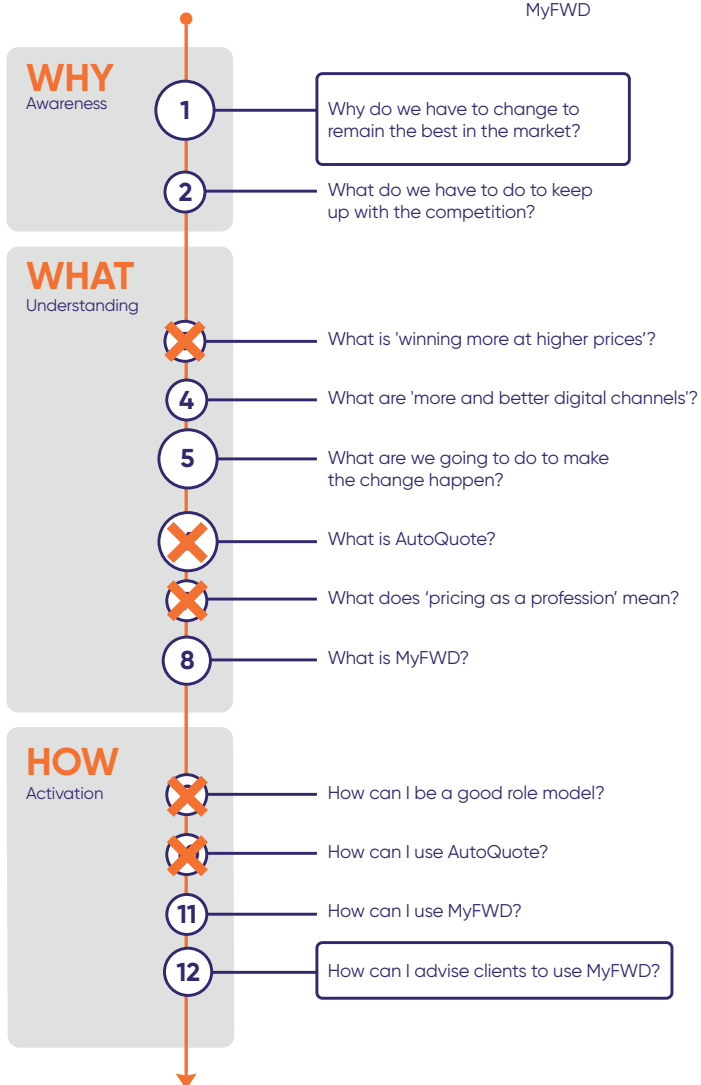 MyFWD
WHY
Awareness
1
Why do we have to change to
remain the best in the market?
2
What do we have to do to keep
up with the competition?
WHAT
Understanding
What is 'winning more at higher prices’?
4
What are 'more and better digital channels'?
5
What are we going to do to make
the change happen?
What is AutoQuote?
What does ‘pricing as a profession’ mean?
8
What is MyFWD?
HOW
Activation
How can I be a good role model?
How can I use AutoQuote?
11
How can I use MyFWD?
12
How can I advise clients to use MyFWD?